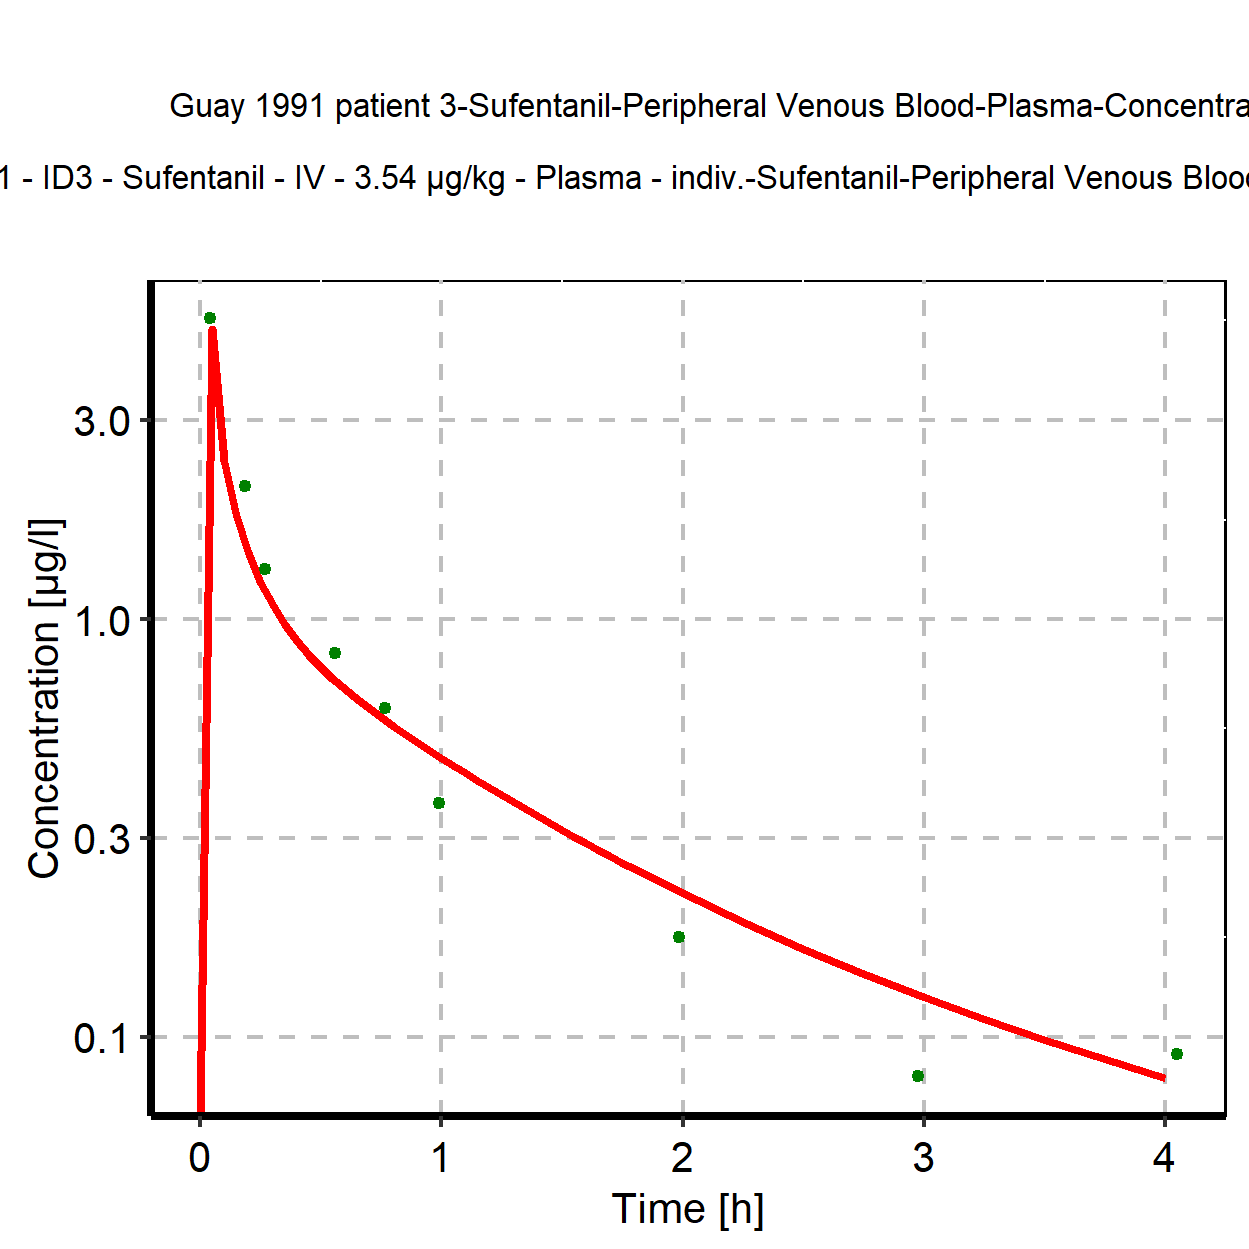 Guay 1991 patient 3-Sufentanil-Peripheral Venous Blood-Plasma-Concentra
1 - ID3 - Sufentanil - IV - 3.54 µg/kg - Plasma - indiv.-Sufentanil-Peripheral Venous Blood
Concentration [µg/l]
3.0
1.0
0.3
0.1
0 1 2 3 4
Time [h]